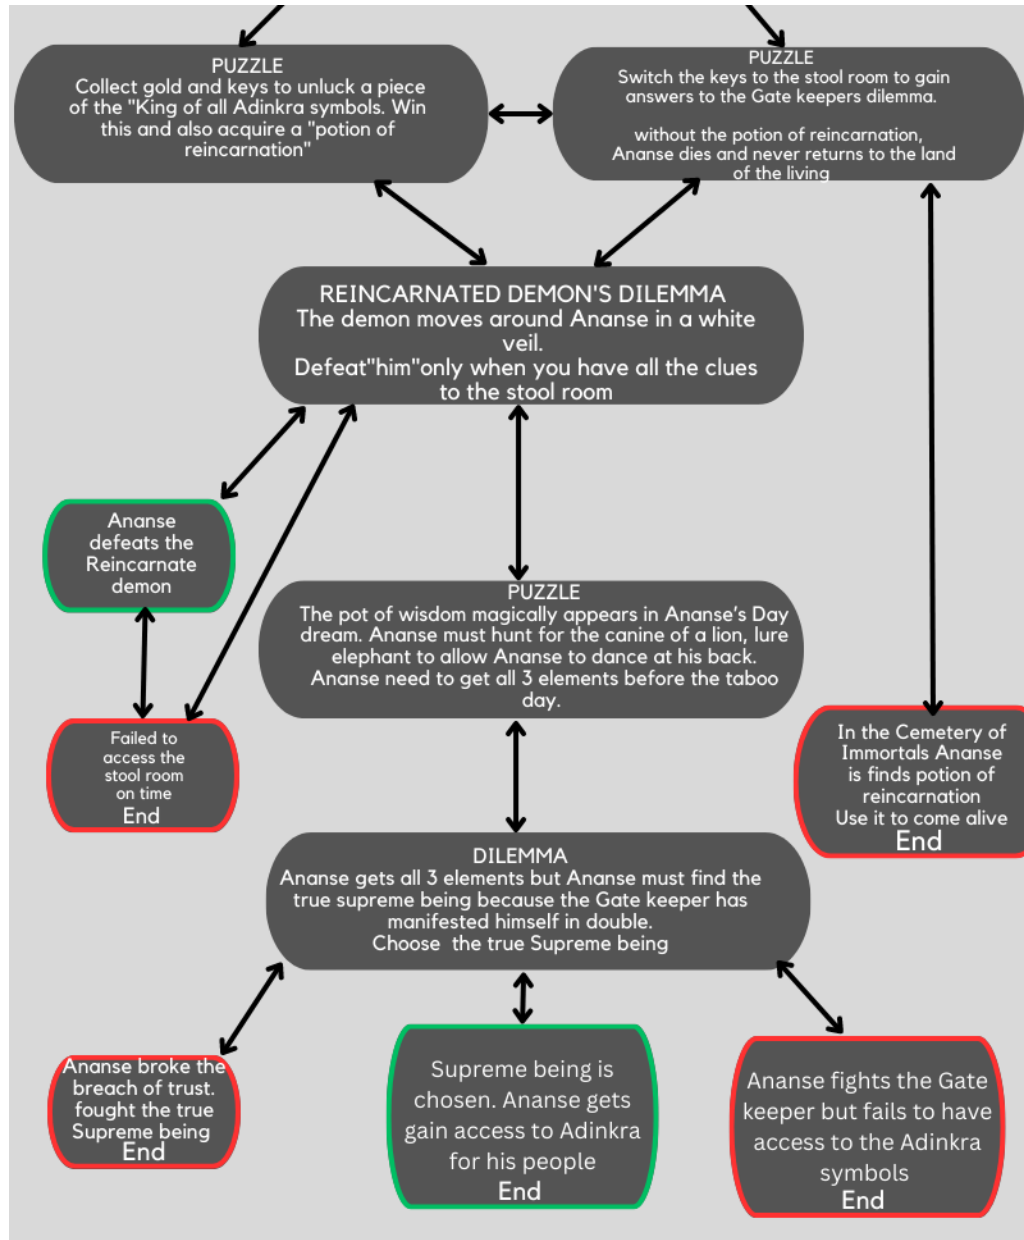 PUZZLE
Collect gold and keys to unluck a piece
of the "King of all Adinkra symbols. Win
this and also acquire a "potion of
reincarnation"
PUZZLE
Switch the keys to the stool room to gain
answers to the Gate keepers dilemma.
without the potion of reincarnation,
Ananse dies and never returns to the land
of the living
REINCARNATED DEMON'S DILEMMA
The demon moves around Ananse in a white
veil.
Defeat"him"only when you have all the clues
to the stool room
Ananse
defeats the
Reincarnate
demon
PUZZLE
The pot of wisdom magically appears in Ananse’s Day
dream. Ananse must hunt for the canine of a lion, lure
elephant to allow Ananse to dance at his back.
Ananse need to get all 3 elements before the taboo
day.
Failed to
access the
stool room
on time
End
In the Cemetery of
Immortals Ananse
is finds potion of
reincarnation
Use it to come alive
End
DILEMMA
Ananse gets all 3 elements but Ananse must find the
true supreme being because the Gate keeper has
manifested himself in double.
Choose the true Supreme being
Ananse broke the
breach of trust.
fought the true
Supreme being
End
Supreme being is
chosen. Ananse gets
gain access to Adinkra
for his people
End
Ananse fights the Gate
keeper but fails to have
access to the Adinkra
symbols
End